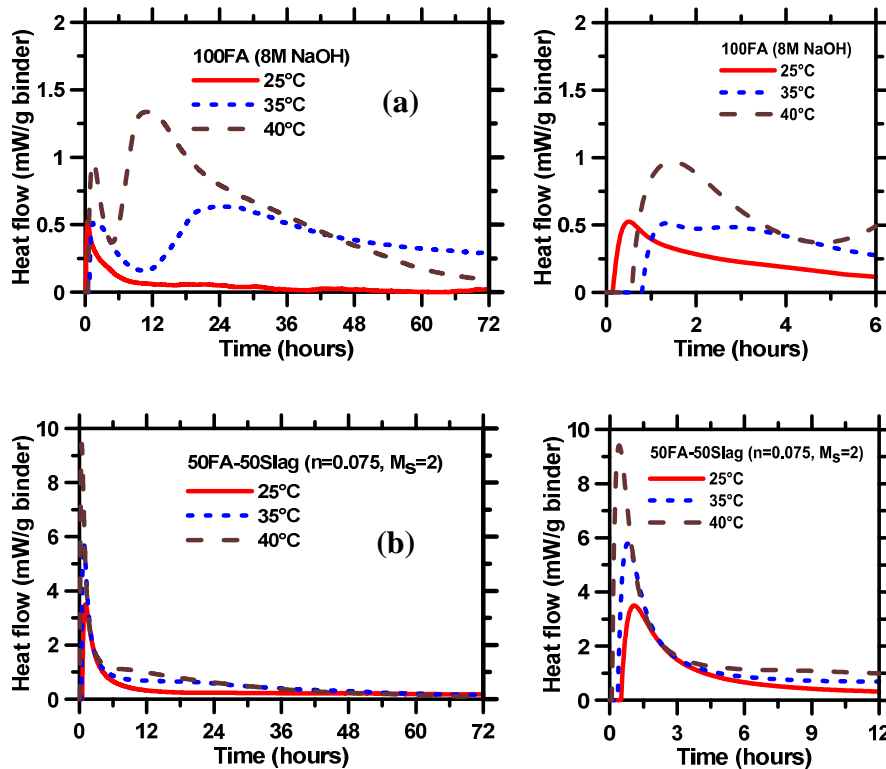 Heat flow (mW/g binder)
2
1.5
1
0.5
0
100FA (8M NaOH)
25°C
35°C
40°C
(a)
0 12 24 36 48 60 72
Time (hours)
Heat flow (mW/g binder)
2
1.5
1
0.5
0
100FA (8M NaOH)
25°C
35°C
40°C
0 2 4 6
Time (hours)
Heat flow (mW/g binder)
10
8
6
4
2
0
50FA-50Slag (n=0.075, Ms=2)
25°C
35°C
40°C
(b)
0 12 24 36 48 60 72
Time (hours)
Heat flow (mW/g binder)
10
8
6
4
2
0
50FA-50Slag (n=0.075, Ms=2)
25°C
35°C
40°C
0 3 6 9 12
Time (hours)